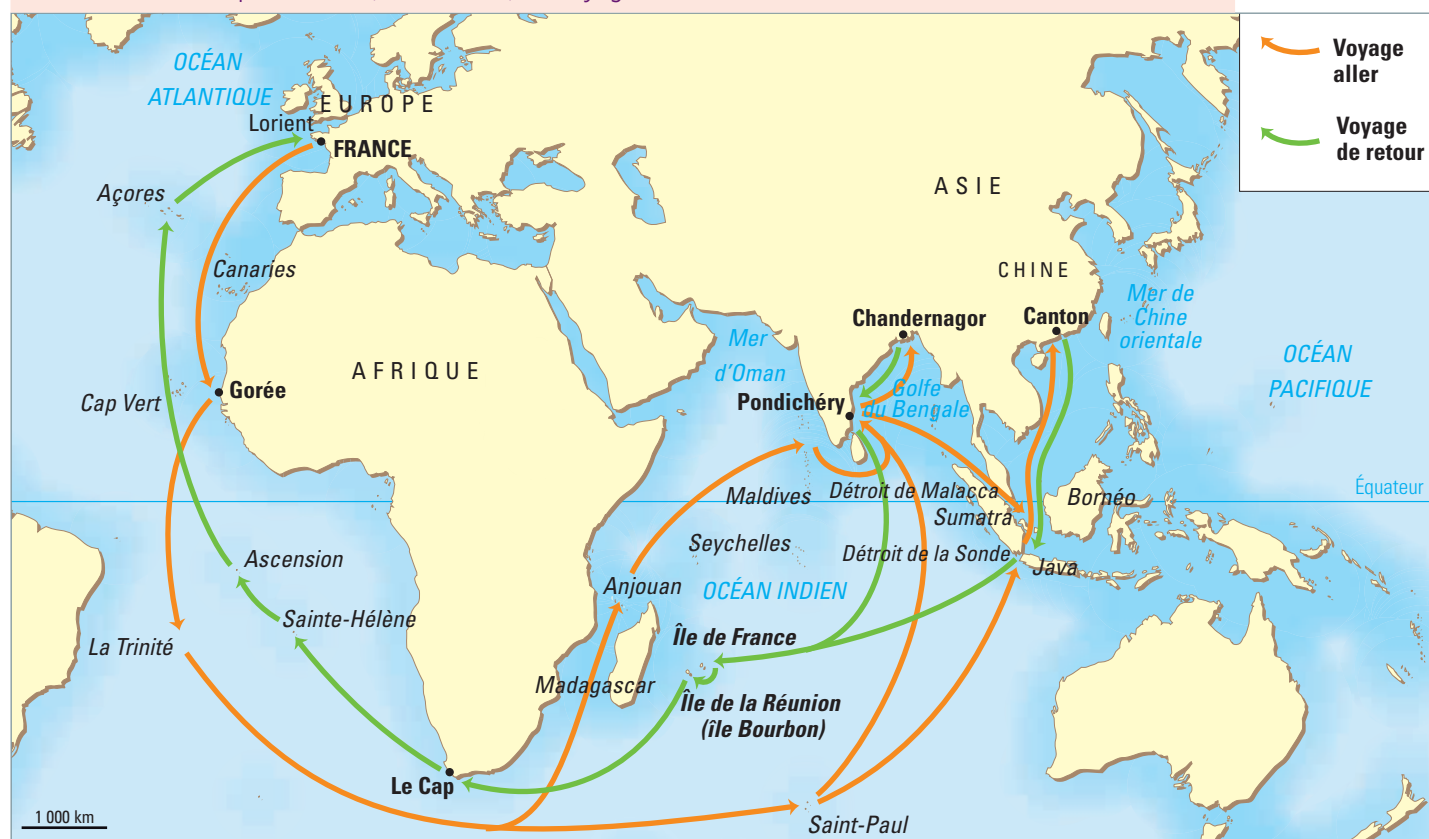 Voyage
aller
Voyage
de retour
OCÉAN
ATLANTIQUE
EUROPE
Lorient
FRANCE
Açores
ASIE
Canaries
CHINE
Mer de
Chine
orientale
Chandernagor
Canton
Mer
d'Oman
OCÉAN
PACIFIQUE
AFRIQUE
Cap Vert
Gorée
Pondichéry
Golfe
du Bengale
Équateur
Maldives
Détroit de Malacca
Bornéo
Sumatra
Seychelles
Détroit de la Sonde
Java
Ascension
Anjouan
OCÉAN INDIEN
Sainte-Hélène
La Trinité
Île de France
Madagascar
Île de la Réunion
(île Bourbon)
Le Cap
Saint-Paul
1 000 km